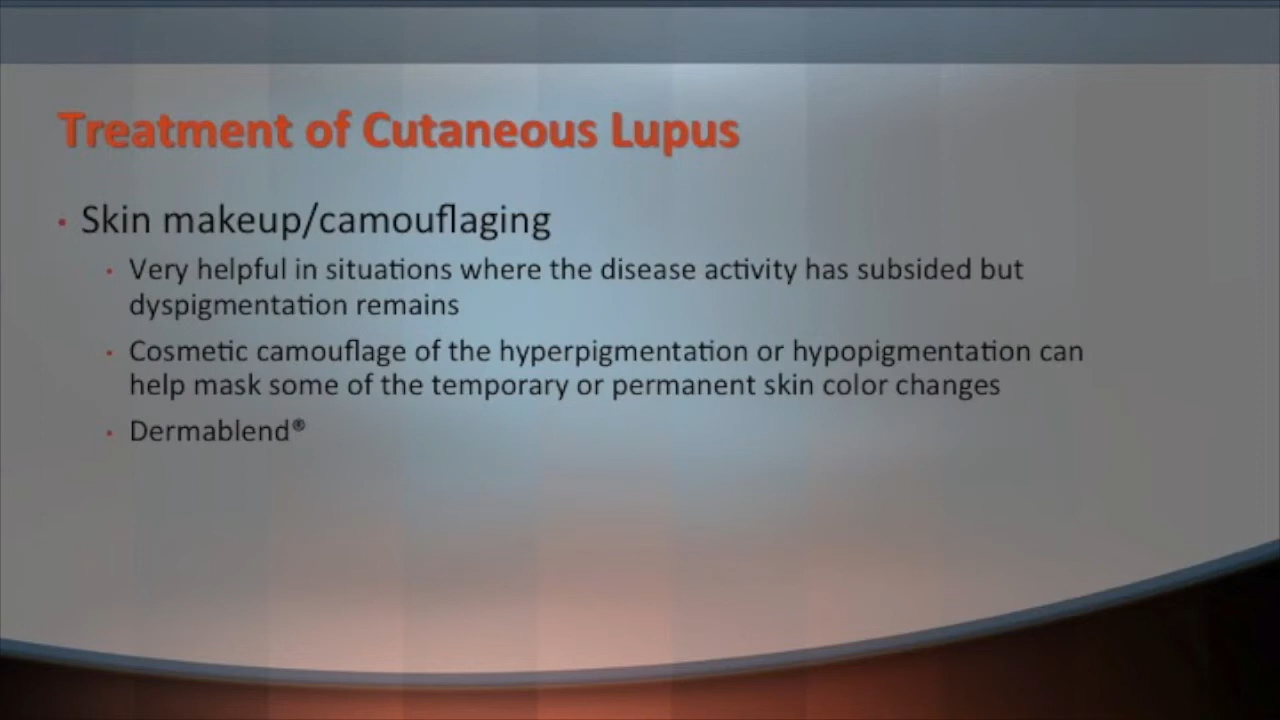 Treatment of Cutaneous Lupus
• Skin makeup/camouflaging
• Very helpful in situations where the disease activity has subsided but
dyspigmentation remains
• Cosmetic camouflage of the hyperpigmentation or hypopigmentation can
help mask some of the temporary or permanent skin color changes
• Dermablend®